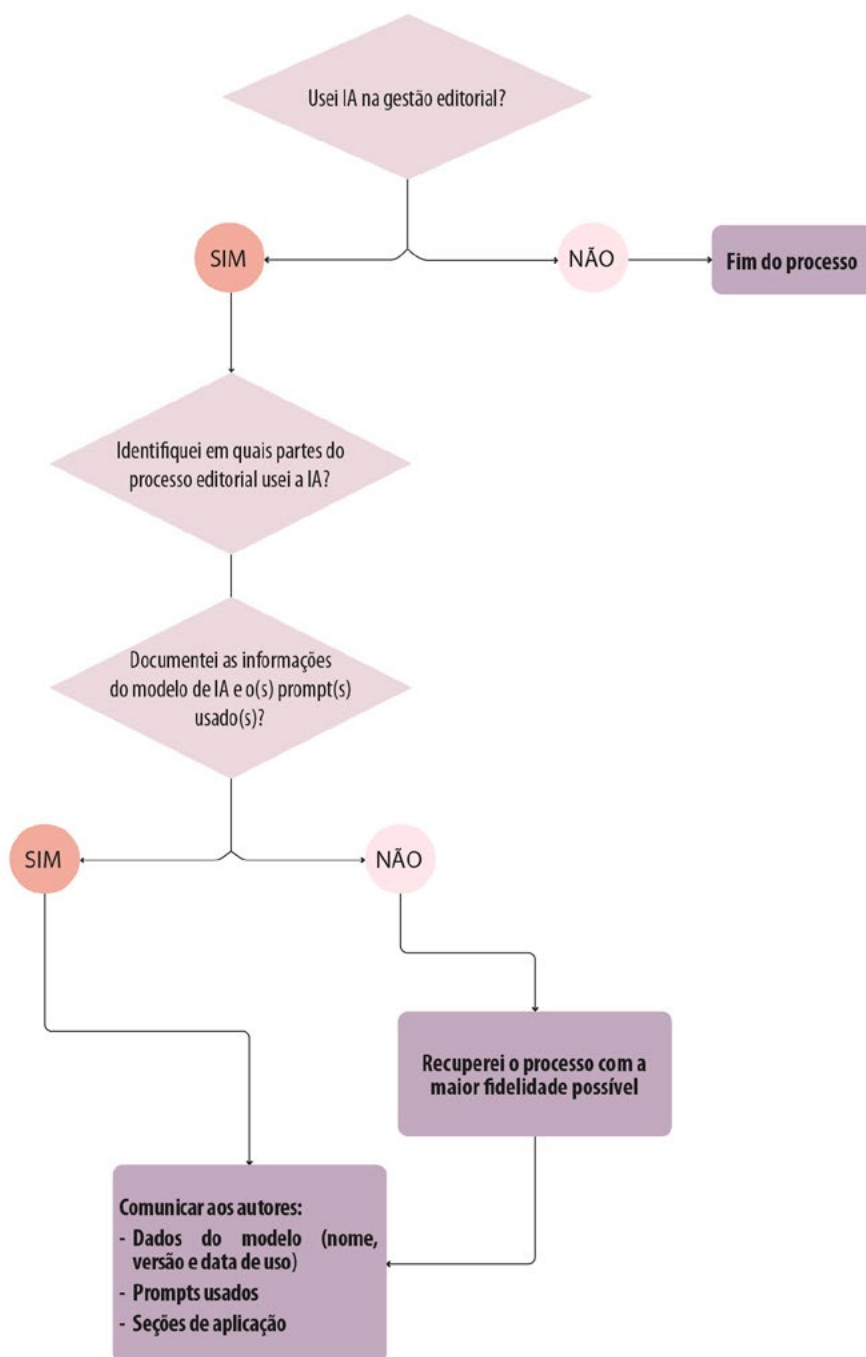 Usei IA na gestão editorial?
SIM
NÃO
Fim do processo
Identifiquei em quais partes do
processo editorial usei a IA?
Documentei as informações
do modelo de IA e o(s) prompt(s)
usado(s)?
SIM
NÃO
Recuperei o processo com a
maior fidelidade possível
Comunicar aos autores:
- Dados do modelo (nome,
versão e data de uso)
- Prompts usados
- Seções de aplicação